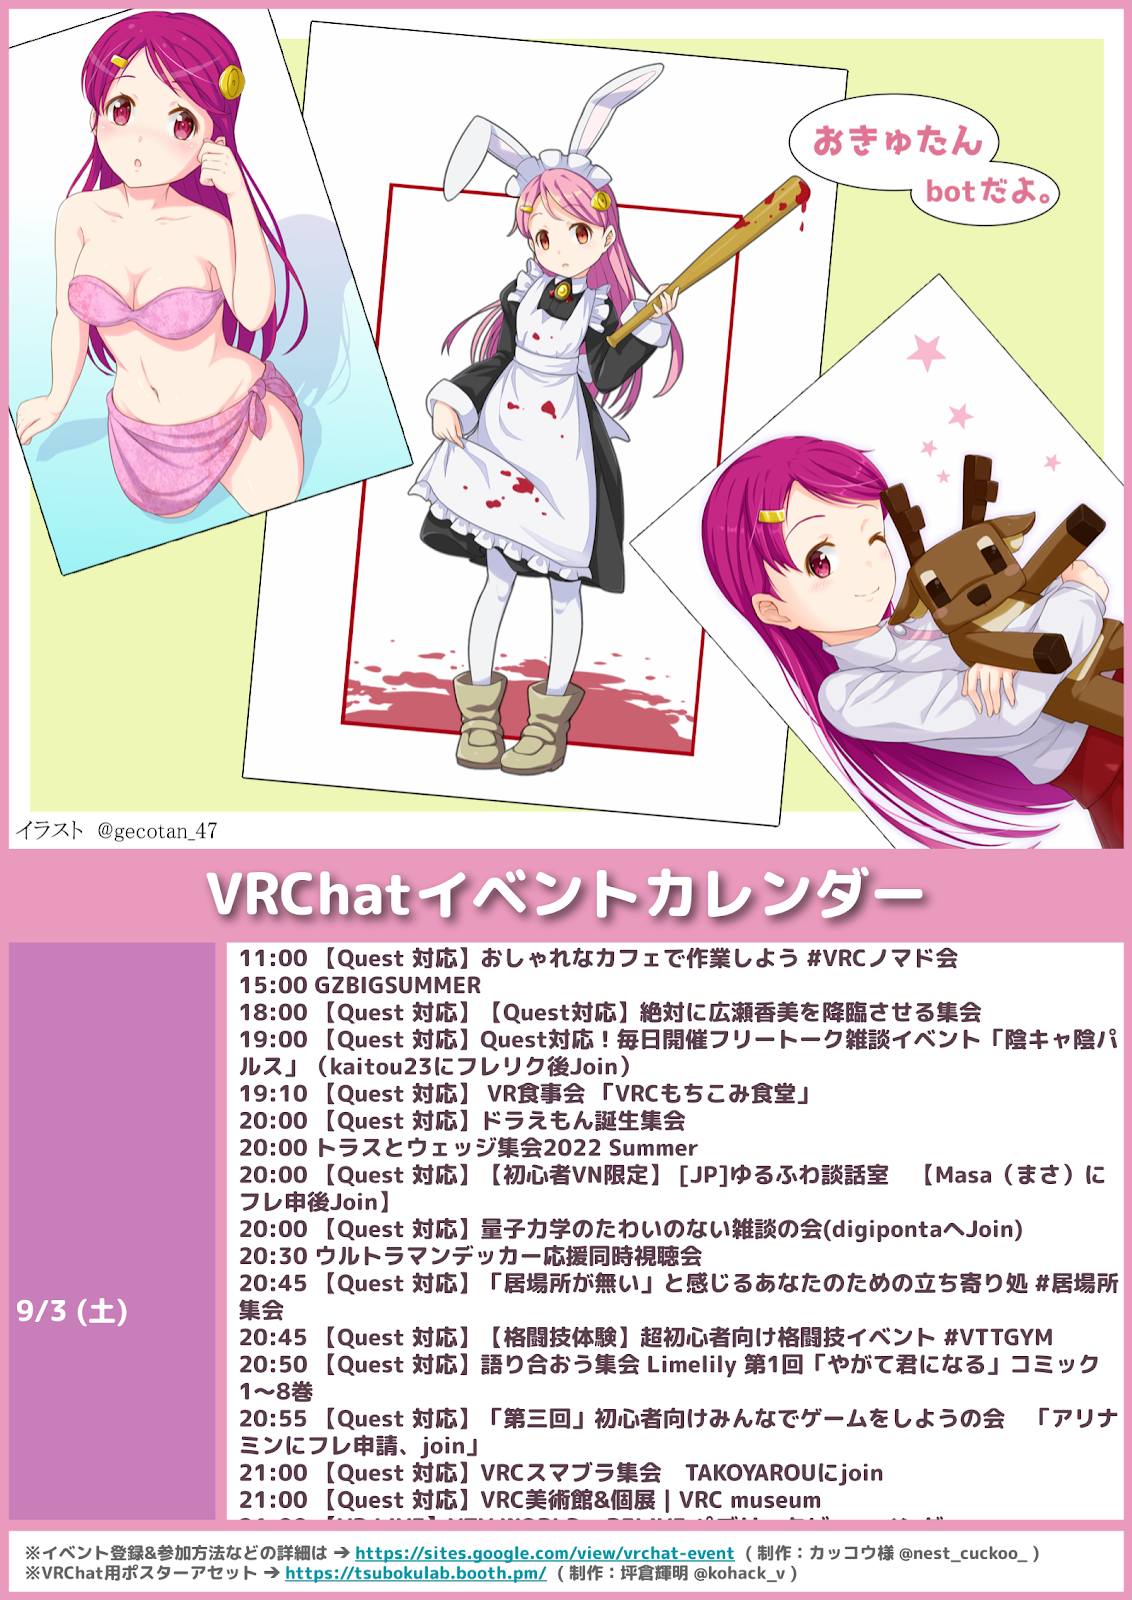 おきゅたん
botだよ。
イラスト @gecotan_47
VRChatイベントカレンダー
9/3 (土)
11:00 【Quest 対応】おしゃれなカフェで作業しよう #VRCノマド会
15:00 GZBIGSUMMER
18:00 【Quest 対応】【Quest対応】絶対に広瀬香美を降臨させる集会
19:00 【Quest 対応】Quest対応！毎日開催フリートーク雑談イベント「陰キャ陰パ
ルス」（kaitou23にフレリク後Join）
19:10 【Quest 対応】 VR食事会 「VRCもちこみ食堂」
20:00 【Quest 対応】ドラえもん誕生集会
20:00 トラスとウェッジ集会2022 Summer
20:00 【Quest 対応】【初心者VN限定】 [JP]ゆるふわ談話室　【Masa（まさ）に
フレ申後Join】
20:00 【Quest 対応】量子力学のたわいのない雑談の会(digipontaへJoin)
20:30 ウルトラマンデッカー応援同時視聴会
20:45 【Quest 対応】「居場所が無い」と感じるあなたのための立ち寄り処 #居場所
集会
20:45 【Quest 対応】【格闘技体験】超初心者向け格闘技イベント #VTTGYM
20:50 【Quest 対応】語り合おう集会 Limelily 第1回「やがて君になる」コミック
1～8巻
20:55 【Quest 対応】「第三回」初心者向けみんなでゲームをしようの会　「アリナ
ミンにフレ申請、join」
21:00 【Quest 対応】VRCスマブラ集会　TAKOYAROUにjoin
21:00 【Quest 対応】VRC美術館&個展 | VRC museum
※イベント登録&参加方法などの詳細は ➔ https://sites.google.com/view/vrchat-event ( 制作：カッコウ様 @nest_cuckoo_ )
※VRChat用ポスターアセット ➔ https://tsubokulab.booth.pm/ ( 制作：坪倉輝明 @kohack_v )